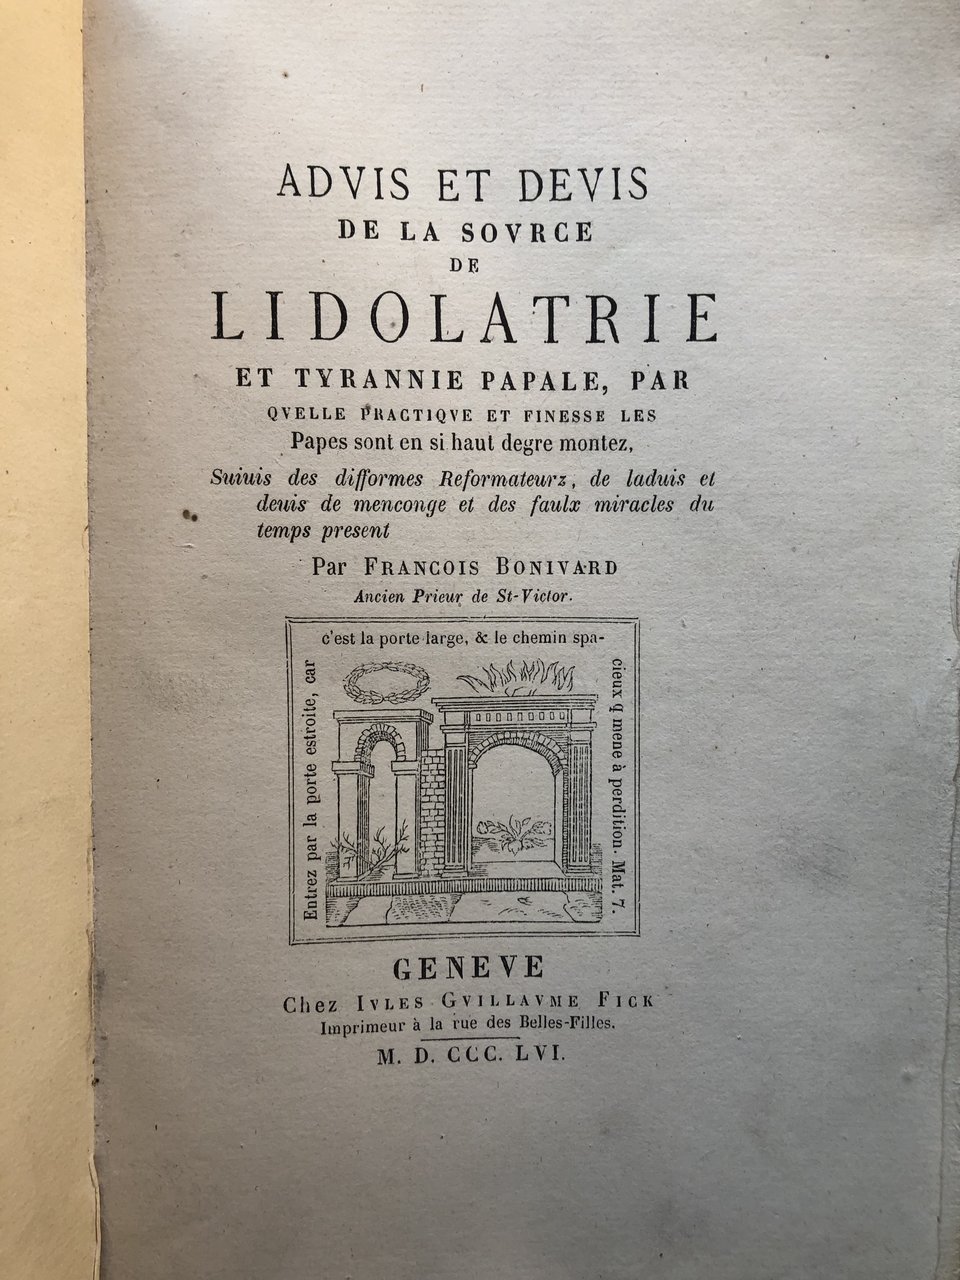 ADVIS ET DEVIS
DE LA SOVRCE
DE
LIDOLATRIE
ET TYRANNIE PAPALE, PAR
QVELLE PRACTIQVE ET FINESSE LES
Papes sont en si haut degre montez,
Suiuis des difformes Reformateurz, de laduis et
deuis de menconge et des faulx miracles du
temps present
Par FRANCOIS BONIVARD
Ancien Prieur de St-Victor.
Entrez par la porte estroite, car
c'est la porte large, & le chemin spa-
cieux q mene à perdition. Mat. 7.
GENEVE
Chez IVLES GVILLAVME FICK
Imprimeur à la rue des Belles-Filles.
M. D. CCC. LVI.